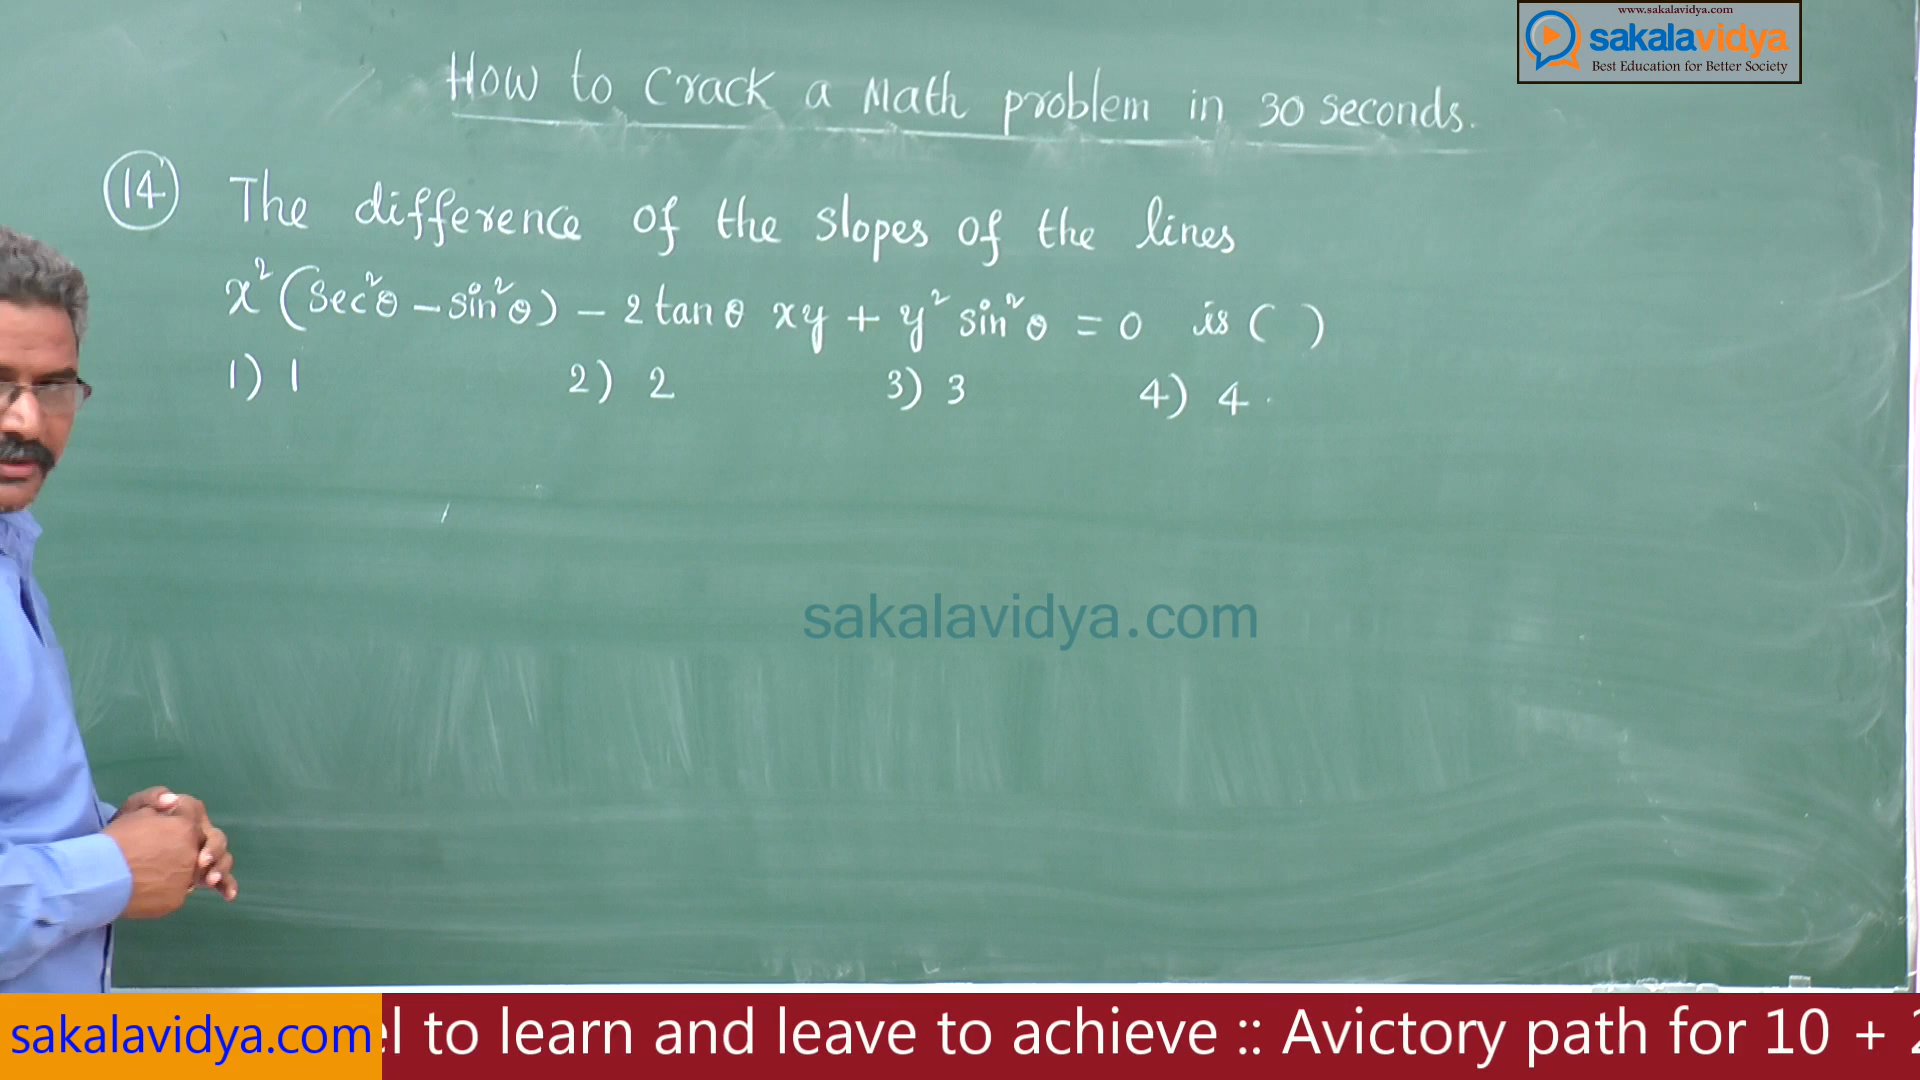 www.sakalavidya.com
sakalavidya
Best Education for Better Society
How to Crack a Math problem in 30 seconds.
14 The difference of the slopes of the lines
x²(sec²θ - sin²θ) - 2 tan θ xy + y² sin²θ = 0 is ( )
1) 1 2) 2 3) 3 4) 4.
sakalavidya.com
sakalavidya.com el to learn and leave to achieve :: Avictory path for 10 + 2